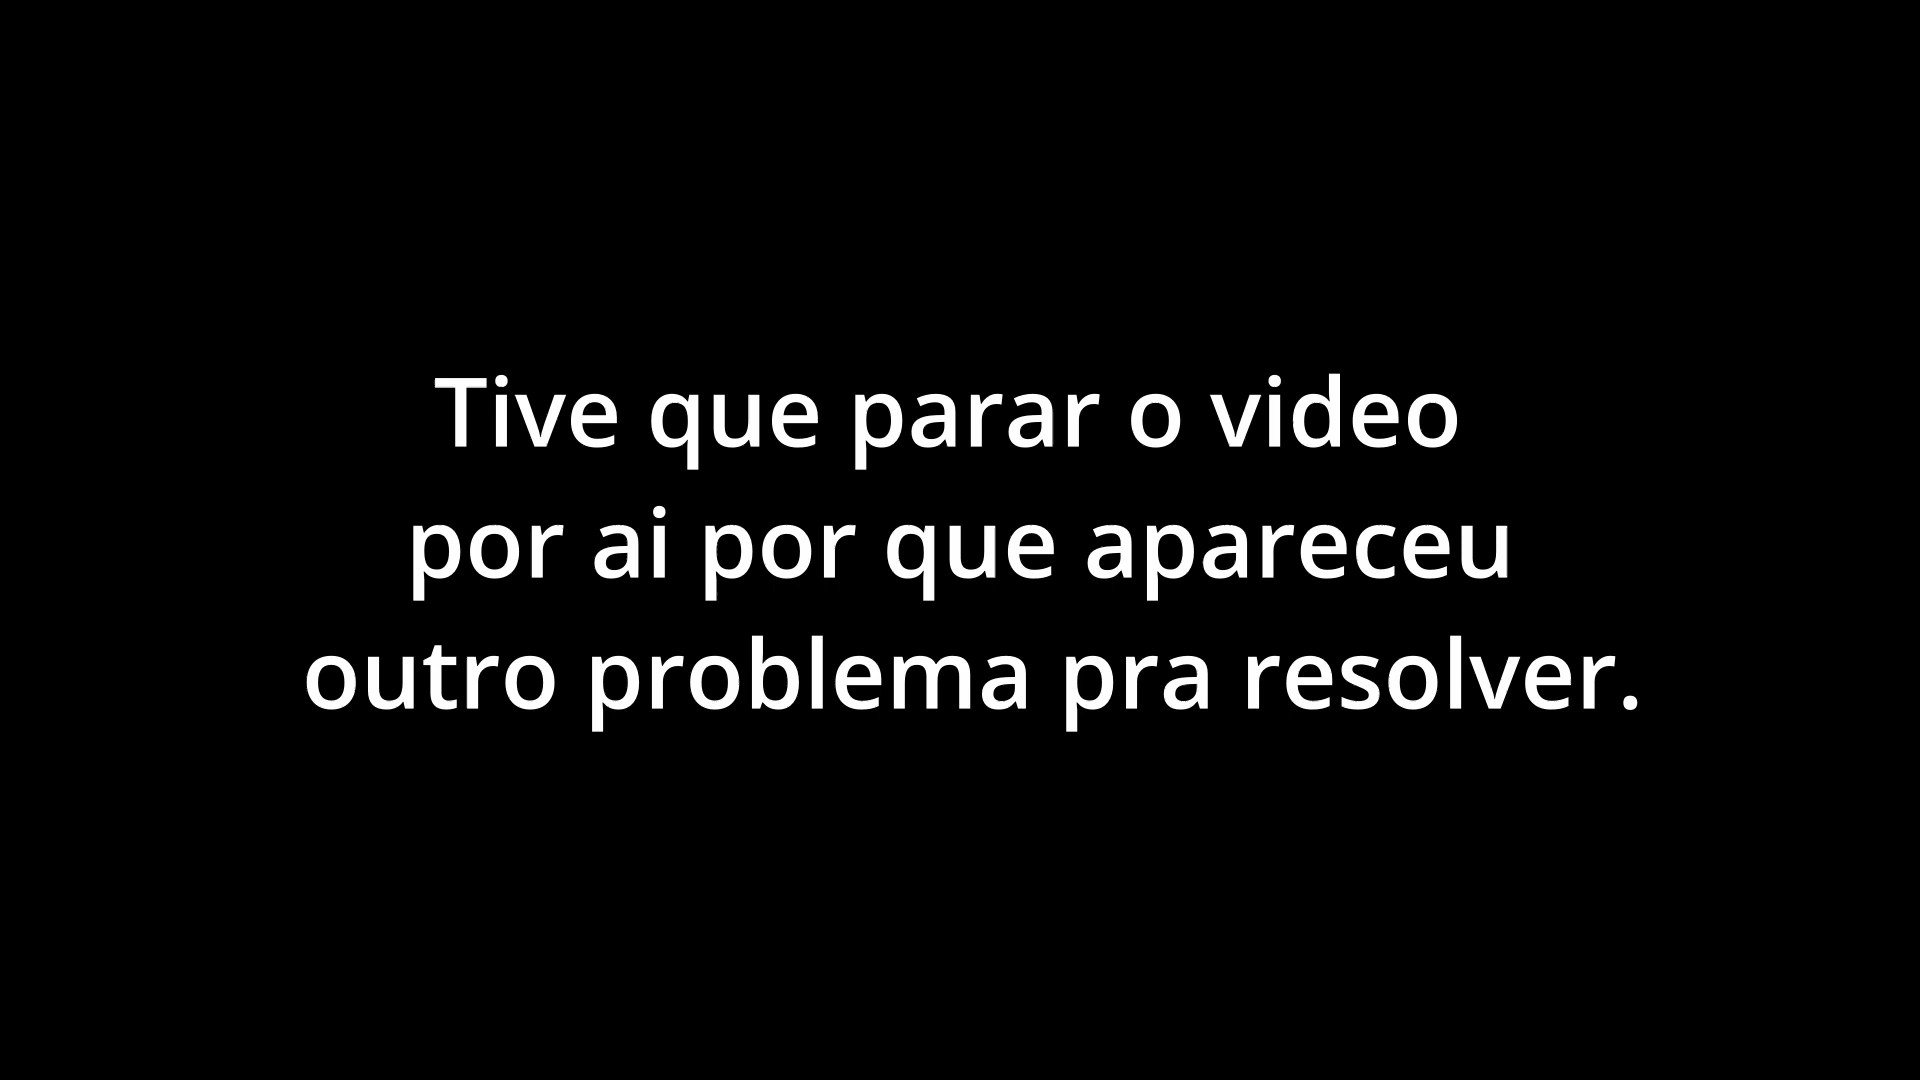 Tive que parar o video
por ai por que apareceu
outro problema pra resolver.